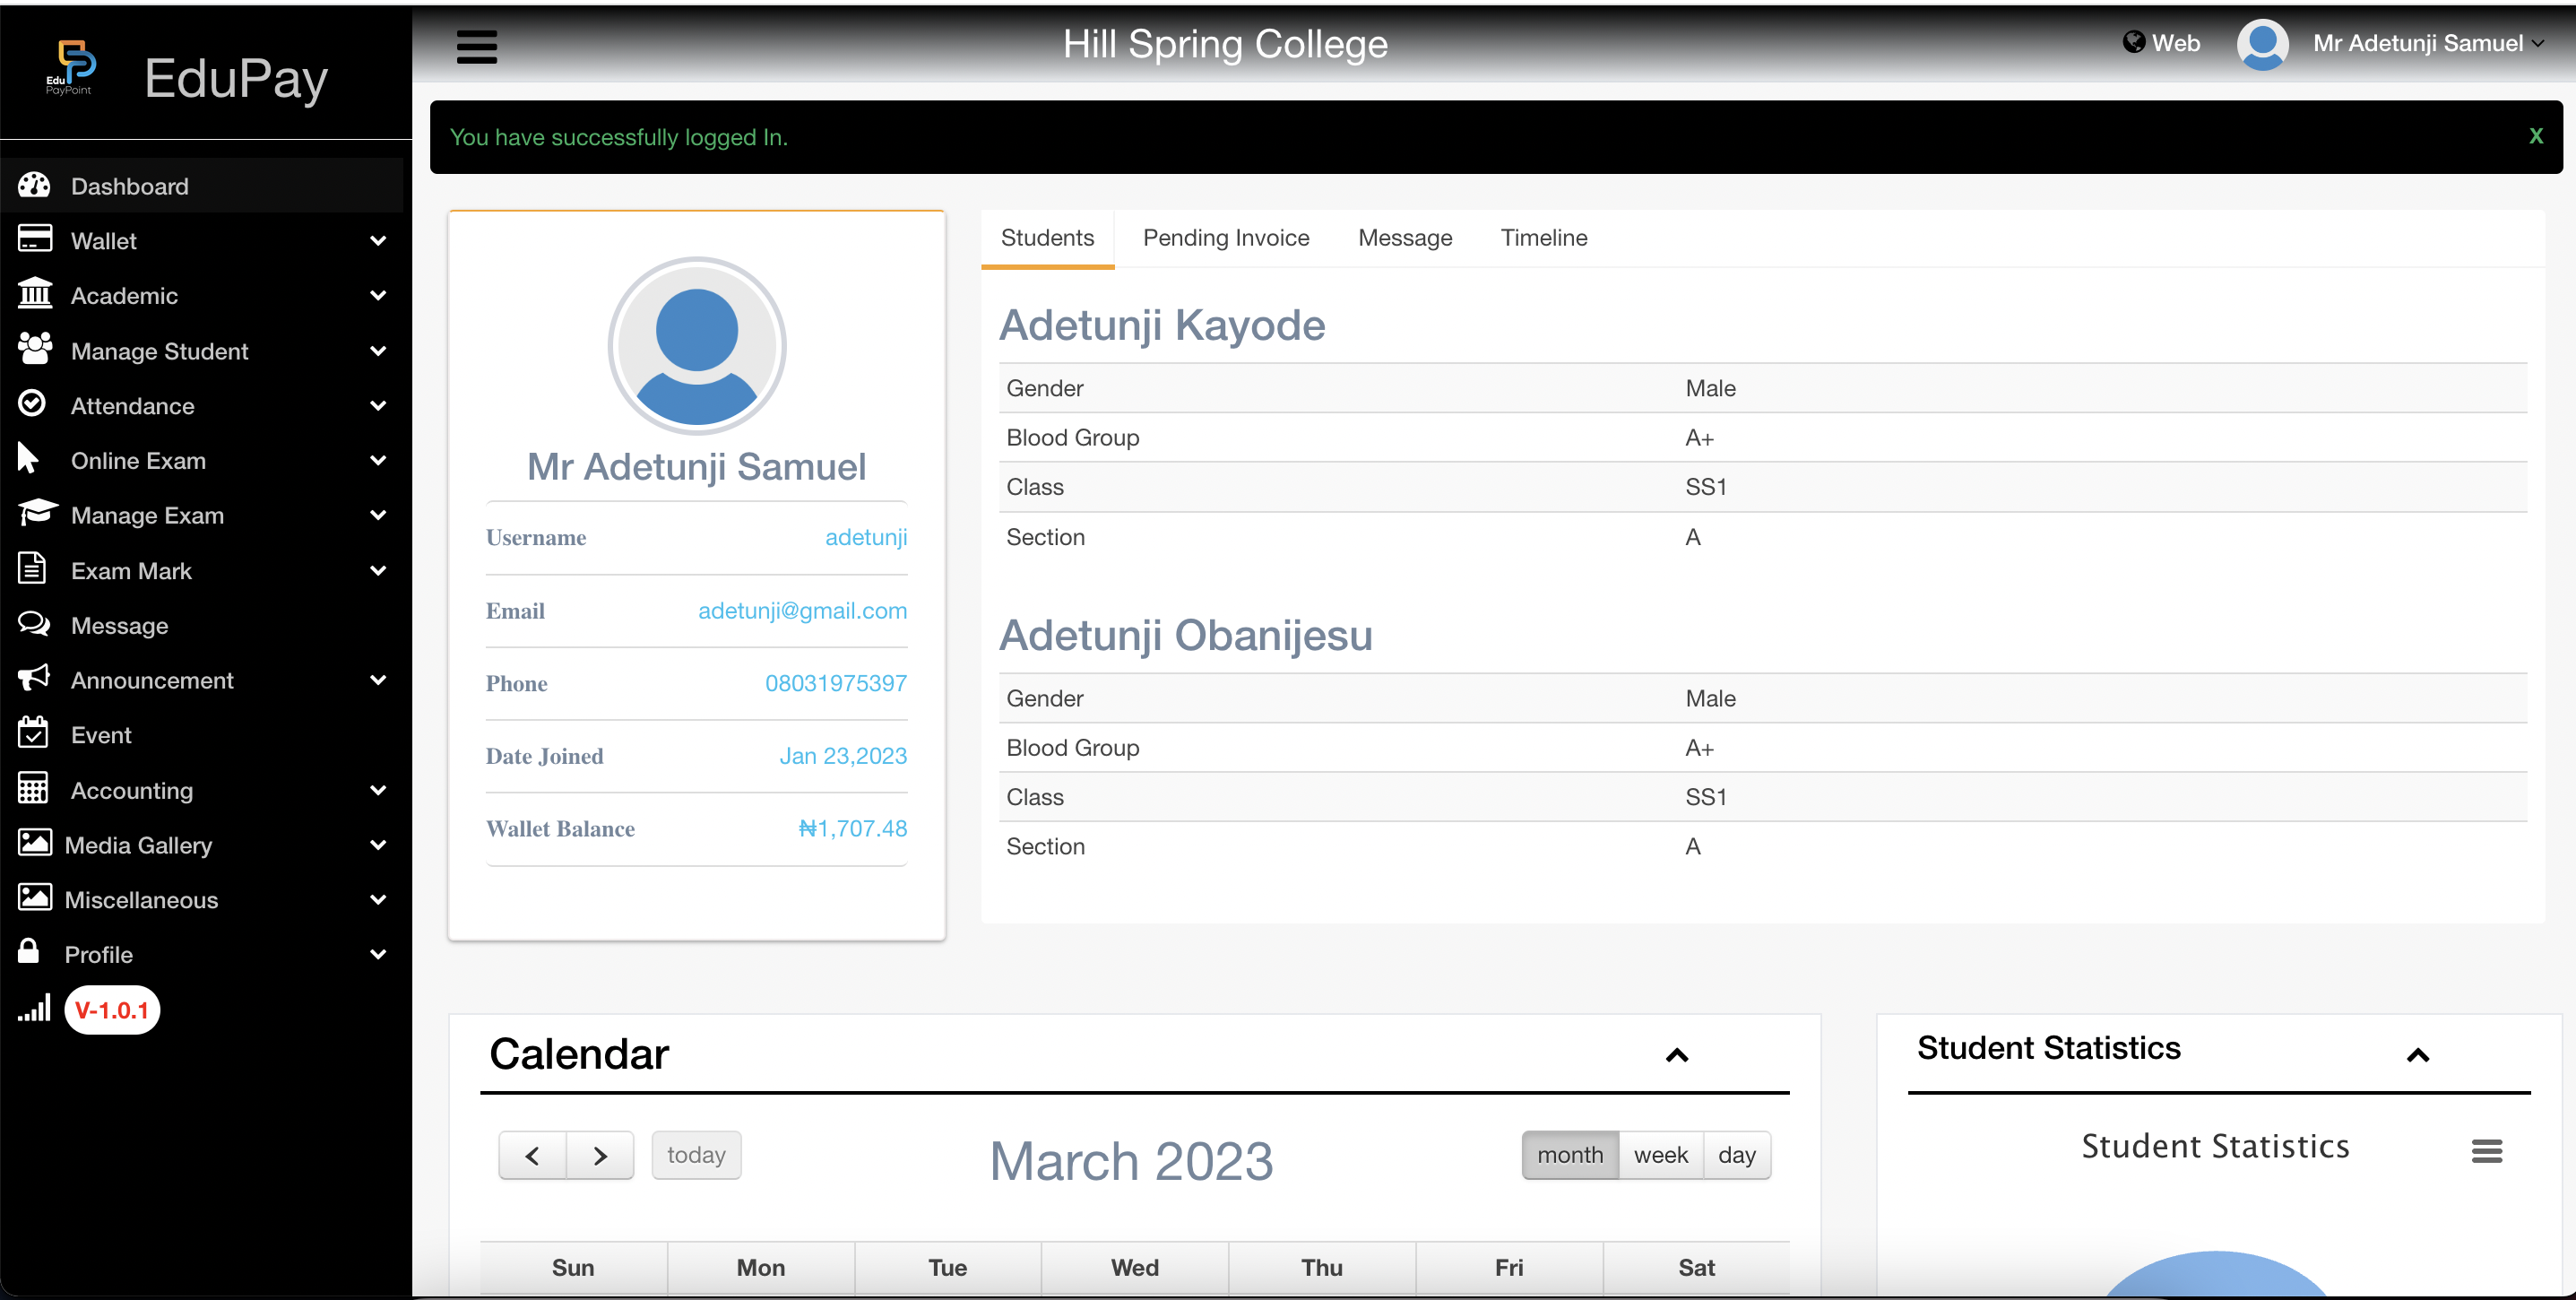 Edu
PayPoint
EduPay
Hill Spring College
Web
Mr Adetunji Samuel
You have successfully logged In.
X
Dashboard
Wallet
Academic
Manage Student
Attendance
Online Exam
Manage Exam
Exam Mark
Message
Announcement
Event
Accounting
Media Gallery
Miscellaneous
Profile
V-1.0.1
Mr Adetunji Samuel
Username adetunji
Email adetunji@gmail.com
Phone 08031975397
Date Joined Jan 23,2023
Wallet Balance ₦1,707.48
Students Pending Invoice Message Timeline
Adetunji Kayode
Gender Male
Blood Group A+
Class SS1
Section A
Adetunji Obanijesu
Gender Male
Blood Group A+
Class SS1
Section A
Calendar
today March 2023 month week day
Sun Mon Tue Wed Thu Fri Sat
Student Statistics
Student Statistics